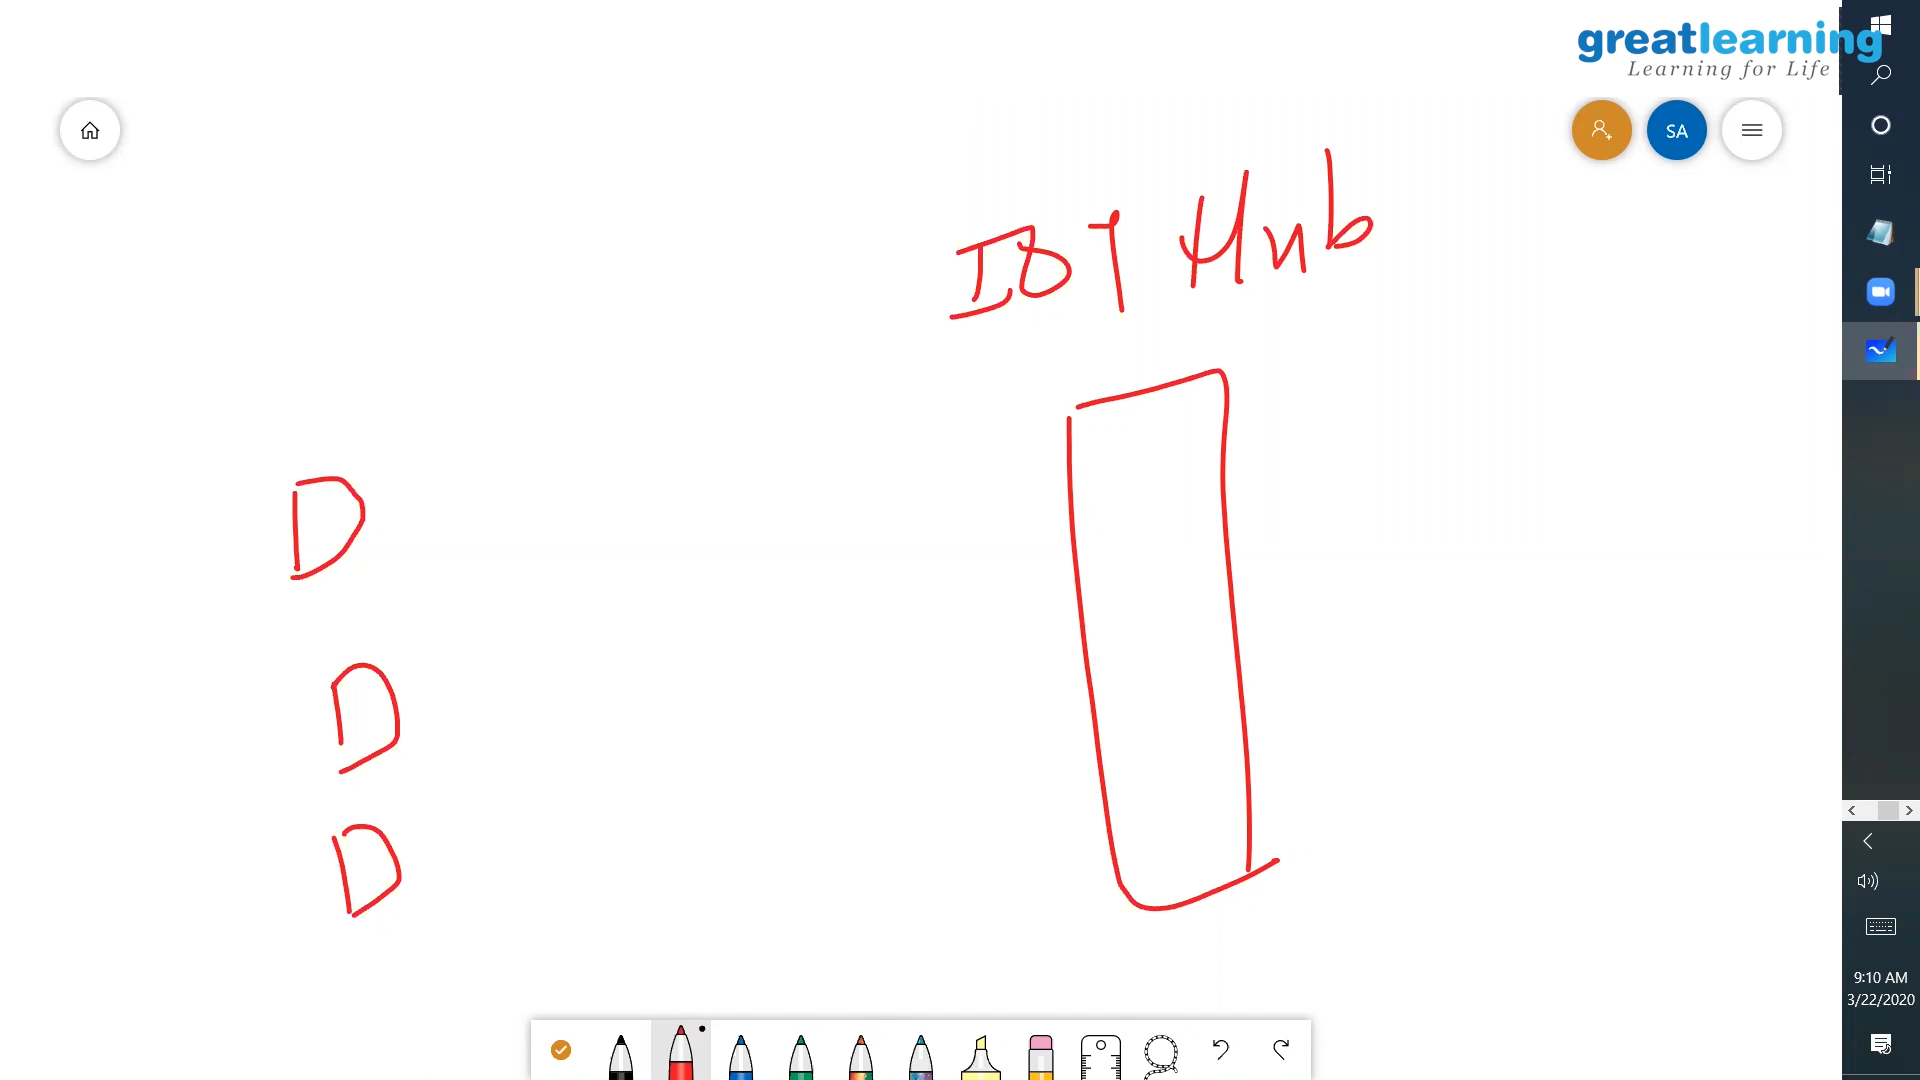 greatlearning
Learning for Life
SA
IOT Hub
D
D
D
9:10 AM
3/22/2020